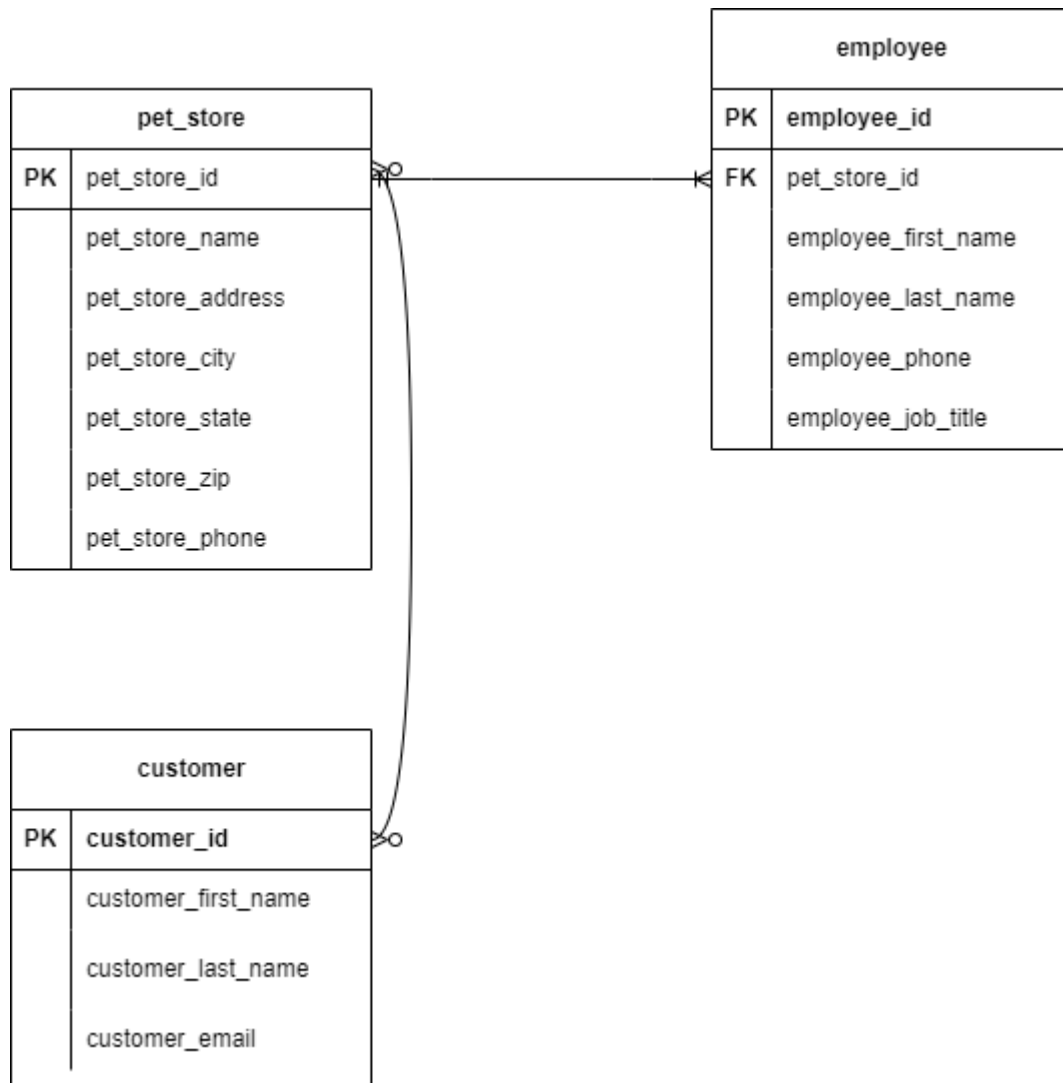 pet_store
PK pet_store_id
pet_store_name
pet_store_address
pet_store_city
pet_store_state
pet_store_zip
pet_store_phone
employee
PK employee_id
FK pet_store_id
employee_first_name
employee_last_name
employee_phone
employee_job_title
customer
PK customer_id
customer_first_name
customer_last_name
customer_email